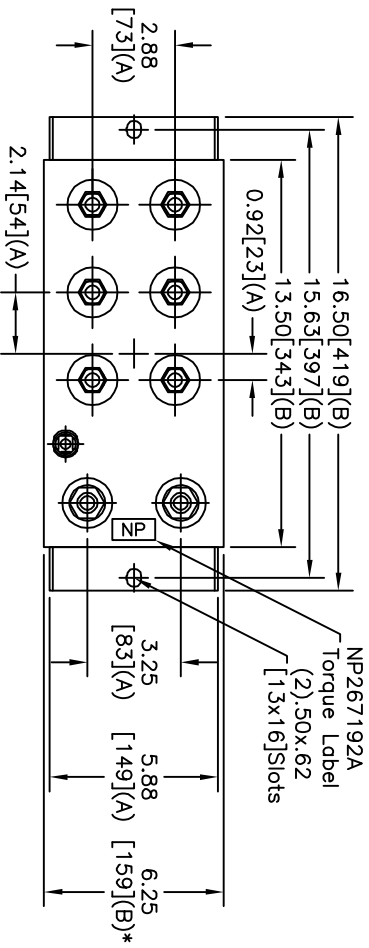 16.50[419](B)
15.63[397](B)
13.50[343](B)
0.92[23](A)
2.88
[73](A)
2.14[54](A)
NP
NP267192A
Torque Label
(2).50x.62
[13x16]Slots
3.25
[83](A)
5.88
[149](A)
6.25
[159](B)*